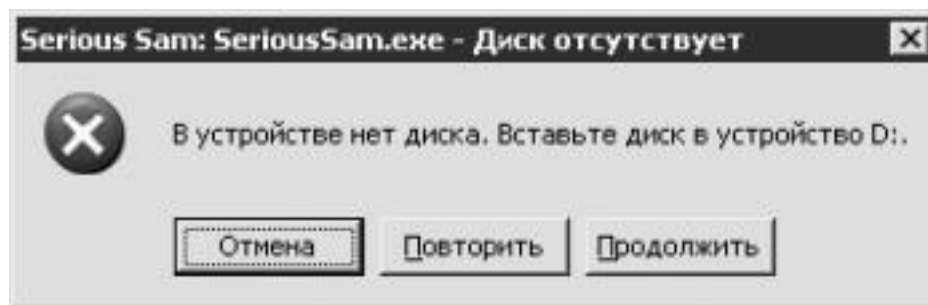 Serious Sam: SeriousSam.exe - Диск отсутствует
В устройстве нет диска. Вставьте диск в устройство D:.
Отмена Повторить Продолжить